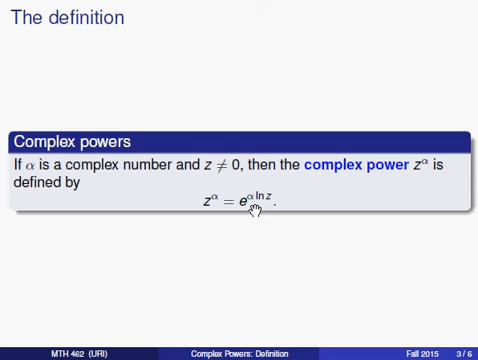 The definition
Complex powers
If α is a complex number and z ≠ 0, then the complex power z^α is
defined by
z^α = e^{α ln z}.
MTH 462 (URI) Complex Powers: Definition Fall 2015 3 / 6